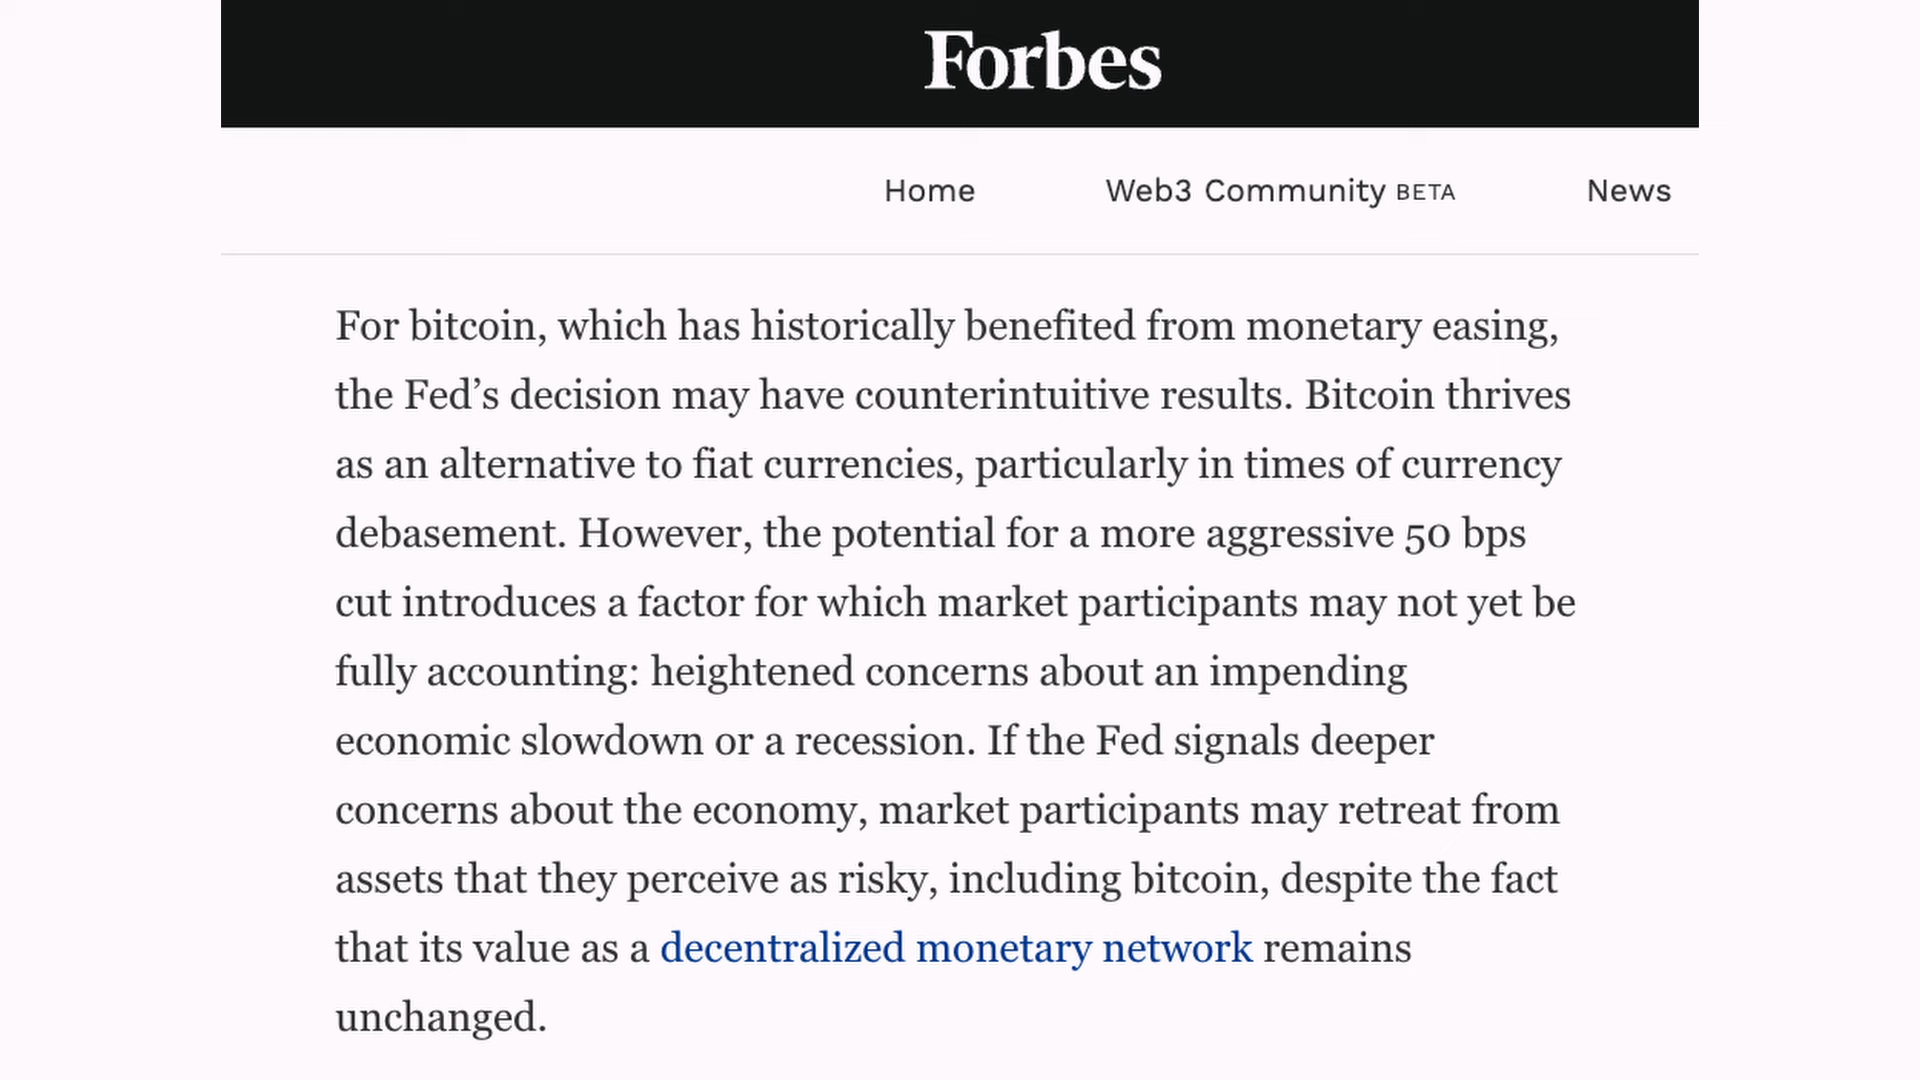 Forbes
Home Web3 Community BETA News
For bitcoin, which has historically benefited from monetary easing,
the Fed’s decision may have counterintuitive results. Bitcoin thrives
as an alternative to fiat currencies, particularly in times of currency
debasement. However, the potential for a more aggressive 50 bps
cut introduces a factor for which market participants may not yet be
fully accounting: heightened concerns about an impending
economic slowdown or a recession. If the Fed signals deeper
concerns about the economy, market participants may retreat from
assets that they perceive as risky, including bitcoin, despite the fact
that its value as a decentralized monetary network remains
unchanged.